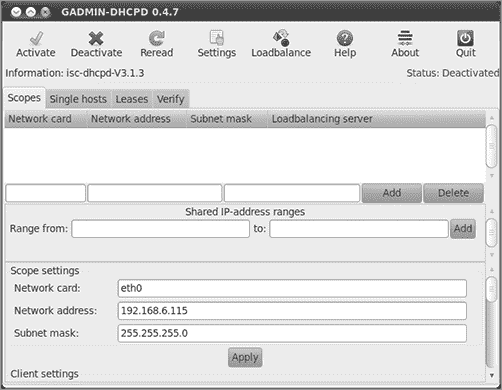 GADMIN-DHCPD 0.4.7
Activate Deactivate Reread Settings Loadbalance Help About Quit
Information: isc-dhcpd-V3.1.3 Status: Deactivated
Scopes Single hosts Leases Verify
Network card Network address Subnet mask Loadbalancing server
Add Delete
Shared IP-address ranges
Range from: to: Add
Scope settings
Network card: eth0
Network address: 192.168.6.115
Subnet mask: 255.255.255.0
Apply
Client settings